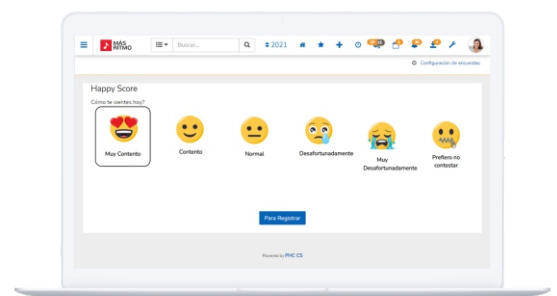 MÁS
RITMO
Buscar...
2021
Configuración de encuestas
Happy Score
Cómo te sientes hoy?
Muy Contento
Contento
Normal
Desafortunadamente
Muy
Desafortunadamente
Prefiero no
contestar
Para Registrar
Powered by PHC CS